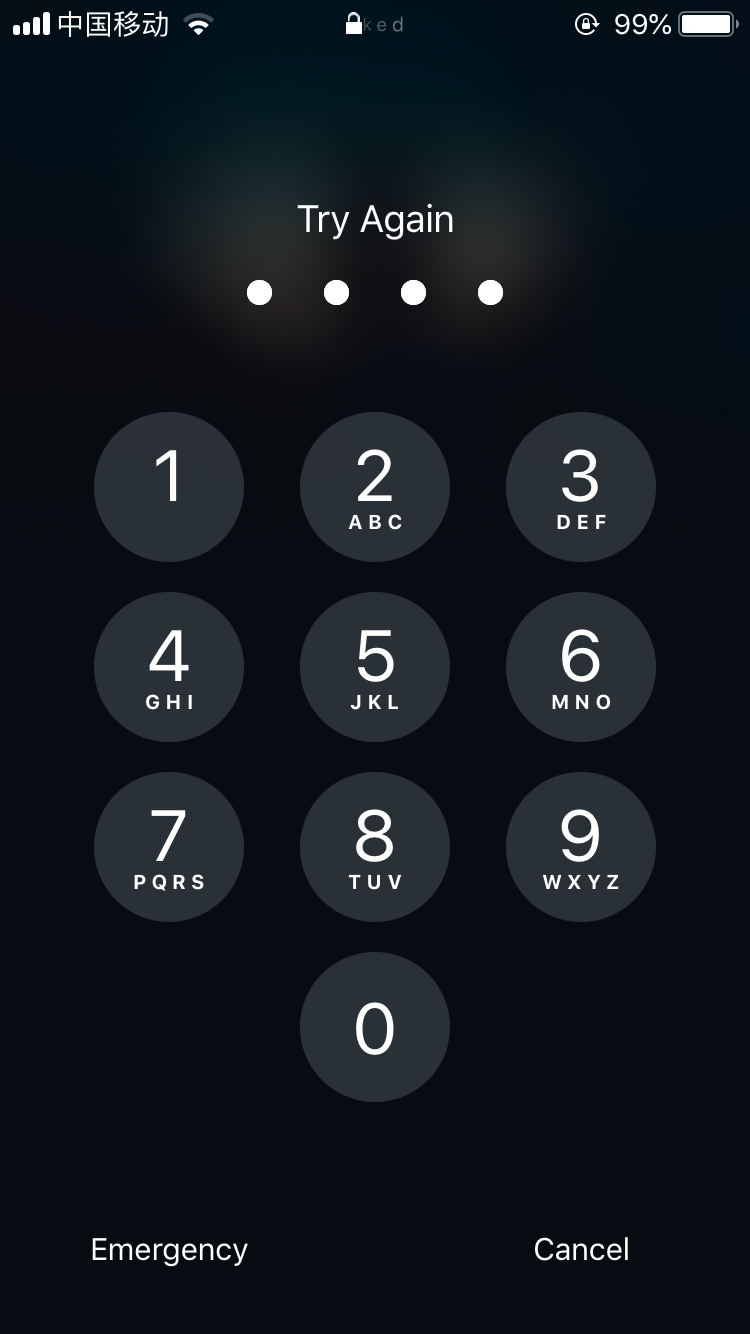 中国移动 ked 99%
Try Again
1 2 3
ABC DEF
4 5 6
GHI JKL MNO
7 8 9
PQRS TUV WXYZ
0
Emergency Cancel